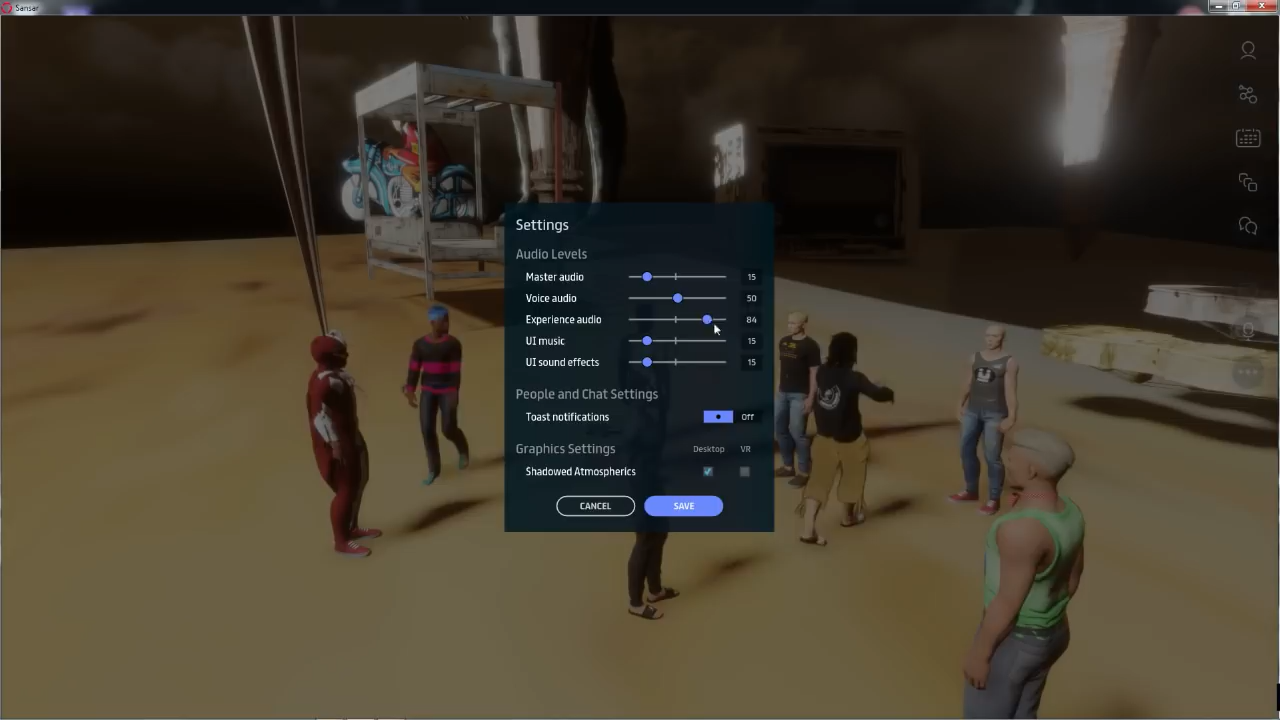 Sansar
Settings
Audio Levels
Master audio 15
Voice audio 50
Experience audio 84
UI music 15
UI sound effects 15
People and Chat Settings
Toast notifications Off
Graphics Settings Desktop VR
Shadowed Atmospherics
CANCEL SAVE